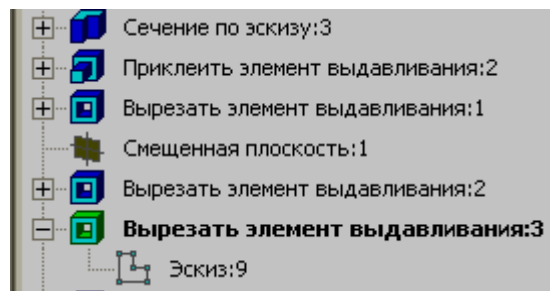 Сечение по эскизу:3
Приклеить элемент выдавливания:2
Вырезать элемент выдавливания:1
Смещенная плоскость:1
Вырезать элемент выдавливания:2
Вырезать элемент выдавливания:3
Эскиз:9